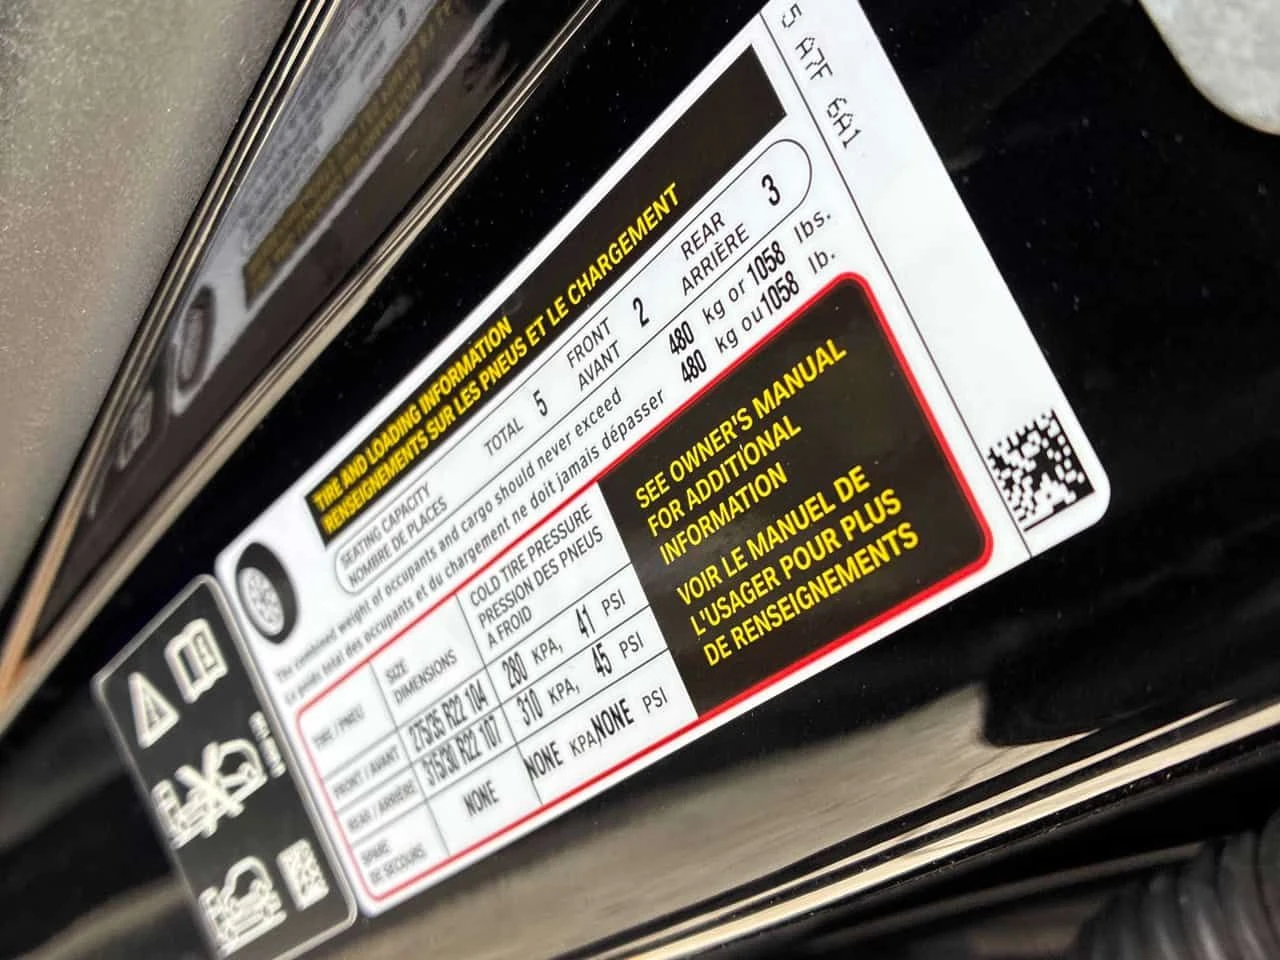 5 A7F 6A1
TIRE AND LOADING INFORMATION
RENSEIGNEMENTS SUR LES PNEUS ET LE CHARGEMENT
SEATING CAPACITY
NOMBRE DE PLACES
TOTAL 5
FRONT
AVANT
2
REAR
ARRIÈRE
3
The combined weight of occupants and cargo should never exceed 480 kg or 1058 lbs.
Le poids total des occupants et du chargement ne doit jamais dépasser 480 kg ou 1058 lb.
TIRE / PNEU
SIZE
DIMENSIONS
COLD TIRE PRESSURE
PRESSION DES PNEUS
A FROID
FRONT / AVANT 275/35 R22 104 280 KPA, 41 PSI
REAR / ARRIÈRE 315/30 R22 107 310 KPA, 45 PSI
SPARE
DE SECOURS
NONE NONE KPA, NONE PSI
SEE OWNER'S MANUAL
FOR ADDITIONAL
INFORMATION
VOIR LE MANUEL DE
L'USAGER POUR PLUS
DE RENSEIGNEMENTS